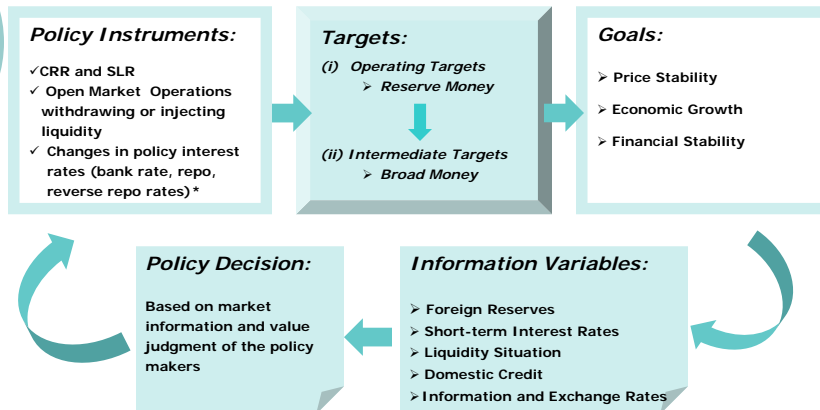 Policy Instruments:
✓CRR and SLR
✓ Open Market Operations
withdrawing or injecting
liquidity
✓ Changes in policy interest
rates (bank rate, repo,
reverse repo rates)*
Targets:
(i) Operating Targets
➢ Reserve Money
(ii) Intermediate Targets
➢ Broad Money
Goals:
➢ Price Stability
➢ Economic Growth
➢ Financial Stability
Policy Decision:
Based on market
information and value
judgment of the policy
makers
Information Variables:
➢ Foreign Reserves
➢ Short-term Interest Rates
➢ Liquidity Situation
➢ Domestic Credit
➢Information and Exchange Rates